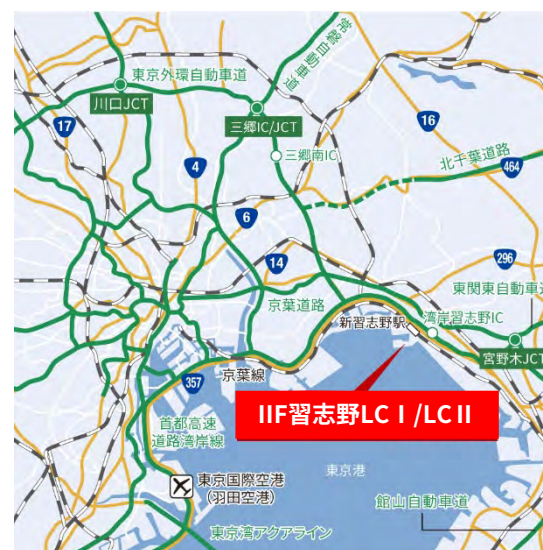 常磐自動車道
東京外環自動車道
川口JCT
三郷IC/JCT
17
16
三郷南IC
4
北千葉道路
464
6
14
296
東関東自動車道
京葉道路
新習志野駅
湾岸習志野IC
宮野木JCT
京葉線
357
IIF習志野LCⅠ/LCⅡ
首都高速
道路湾岸線
東京港
東京国際空港
(羽田空港)
館山自動車道
東京湾アクアライン